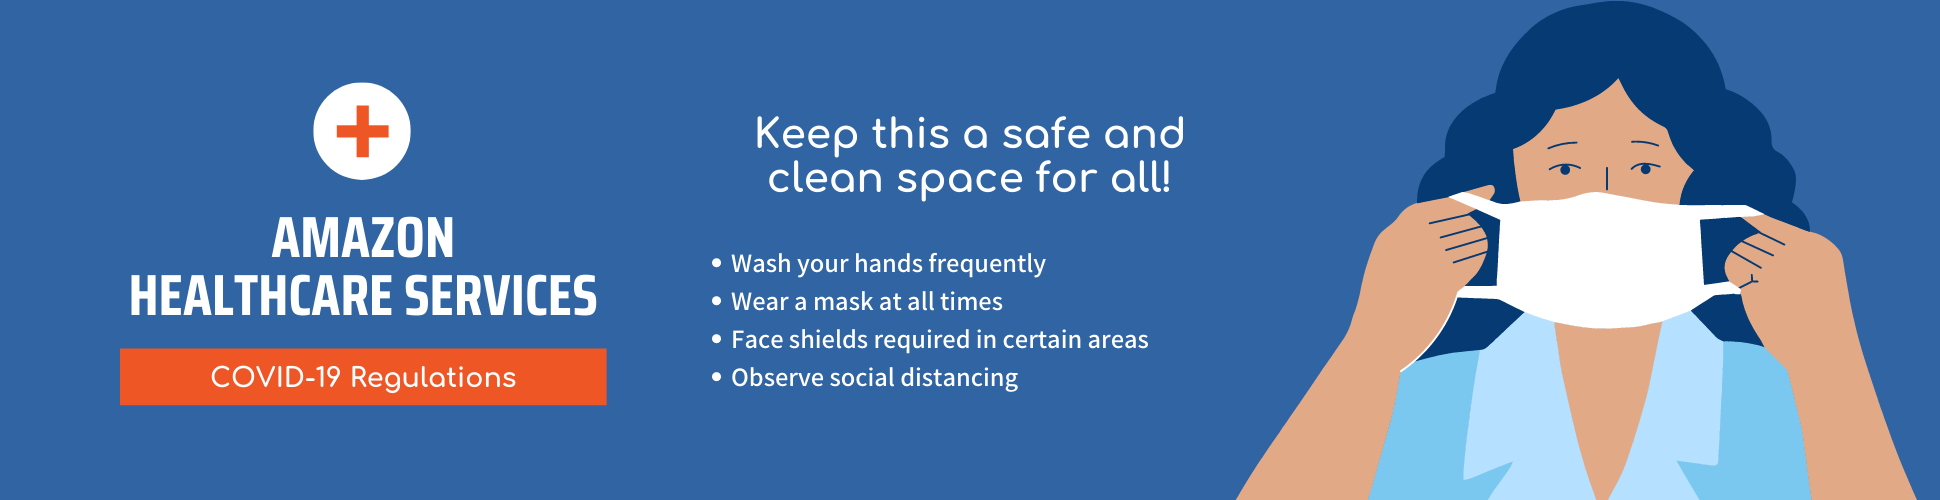 AMAZON
HEALTHCARE SERVICES
COVID-19 Regulations
Keep this a safe and
clean space for all!
• Wash your hands frequently
• Wear a mask at all times
• Face shields required in certain areas
• Observe social distancing